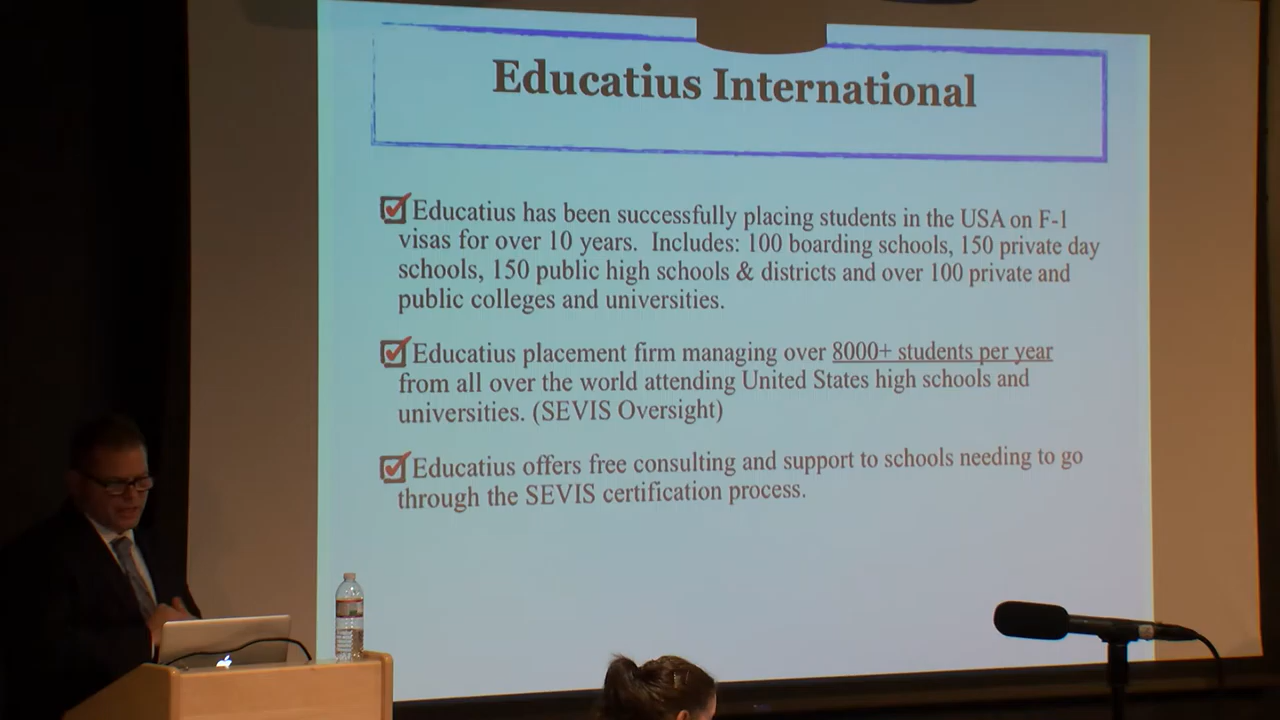 Educatius International
Educatius has been successfully placing students in the USA on F-1
visas for over 10 years. Includes: 100 boarding schools, 150 private day
schools, 150 public high schools & districts and over 100 private and
public colleges and universities.
Educatius placement firm managing over 8000+ students per year
from all over the world attending United States high schools and
universities. (SEVIS Oversight)
Educatius offers free consulting and support to schools needing to go
through the SEVIS certification process.